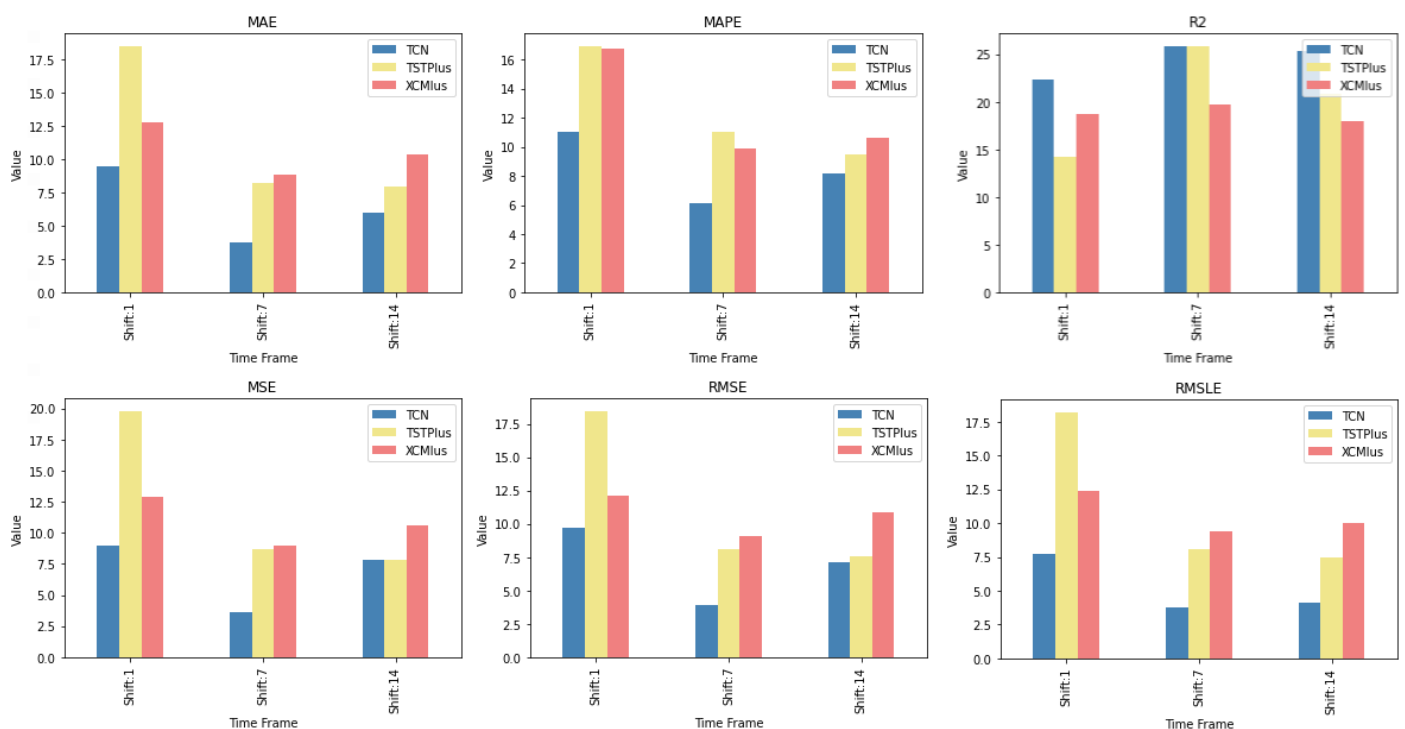 MAE
17.5
15.0
12.5
10.0
7.5
5.0
2.5
0.0
Value
TCN
TSTPlus
XCMlus
Shift:1
Shift:7
Shift:14
Time Frame
MAPE
16
14
12
10
8
6
4
2
0
Value
TCN
TSTPlus
XCMlus
Shift:1
Shift:7
Shift:14
Time Frame
R2
25
20
15
10
5
0
Value
TCN
TSTPlus
XCMlus
Shift:1
Shift:7
Shift:14
Time Frame
MSE
20.0
17.5
15.0
12.5
10.0
7.5
5.0
2.5
0.0
Value
TCN
TSTPlus
XCMlus
Shift:1
Shift:7
Shift:14
Time Frame
RMSE
17.5
15.0
12.5
10.0
7.5
5.0
2.5
0.0
Value
TCN
TSTPlus
XCMlus
Shift:1
Shift:7
Shift:14
Time Frame
RMSLE
17.5
15.0
12.5
10.0
7.5
5.0
2.5
0.0
Value
TCN
TSTPlus
XCMlus
Shift:1
Shift:7
Shift:14
Time Frame